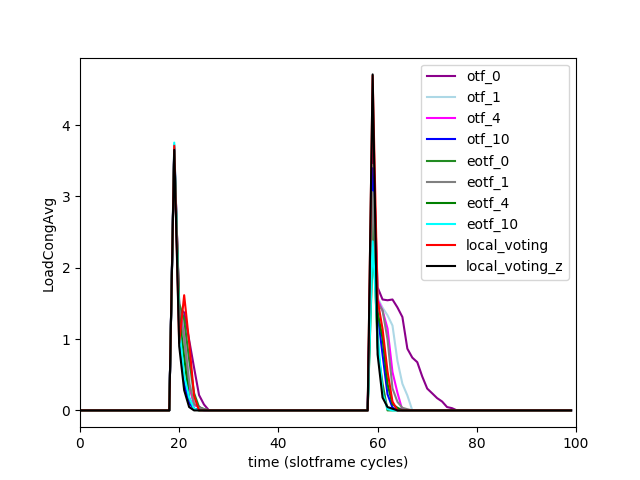 LoadCongAvg
4
3
2
1
0
0
20
40
60
80
100
time (slotframe cycles)
otf_0
otf_1
otf_4
otf_10
eotf_0
eotf_1
eotf_4
eotf_10
local_voting
local_voting_z